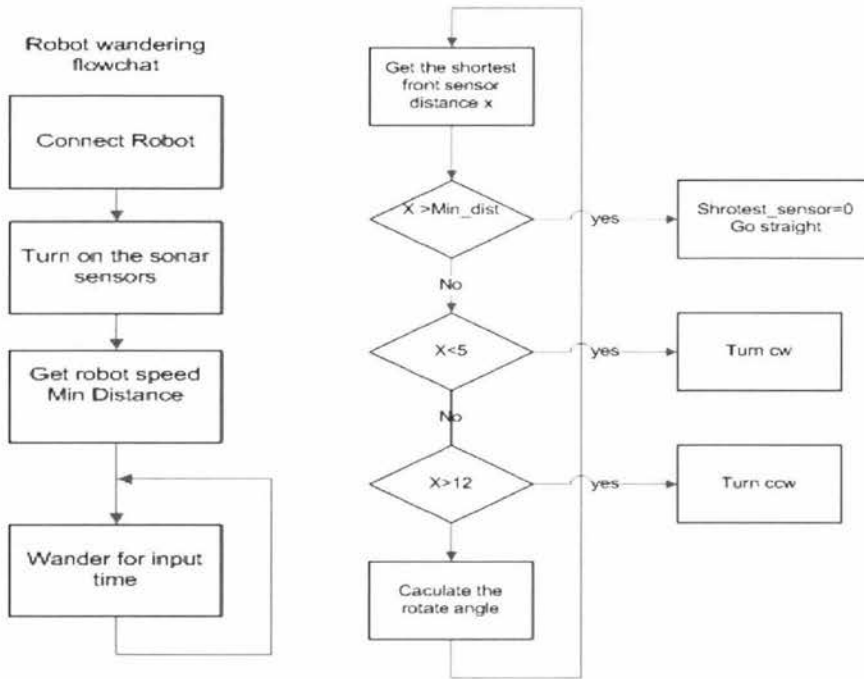 Robot wandering
flowchat
Connect Robot
Turn on the sonar
sensors
Get robot speed
Min Distance
Wander for input
time
Get the shortest
front sensor
distance x
X >Min_dist
yes
Shrotest_sensor=0
Go straight
No
X<5
yes
Turn cw
No
X>12
yes
Turn ccw
Caculate the
rotate angle